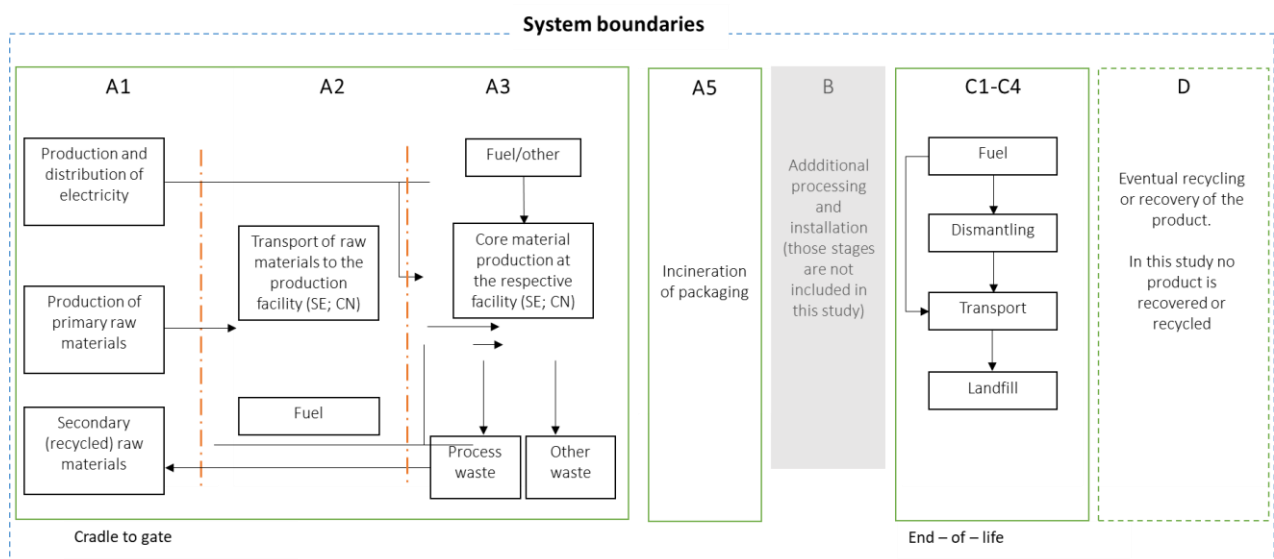 System boundaries
A1
A2
A3
A5
B
C1-C4
D
Production and
distribution of
electricity
Production of
primary raw
materials
Secondary
(recycled) raw
materials
Transport of raw
materials to the
production
facility (SE; CN)
Fuel
Fuel/other
Core material
production at
the respective
facility (SE; CN)
Process
waste
Other
waste
Incineration
of packaging
Addditional
processing
and
installation
(those stages
are not
included in
this study)
Fuel
Dismantling
Transport
Landfill
Eventual recycling
or recovery of the
product.
In this study no
product is
recovered or
recycled
Cradle to gate
End – of – life